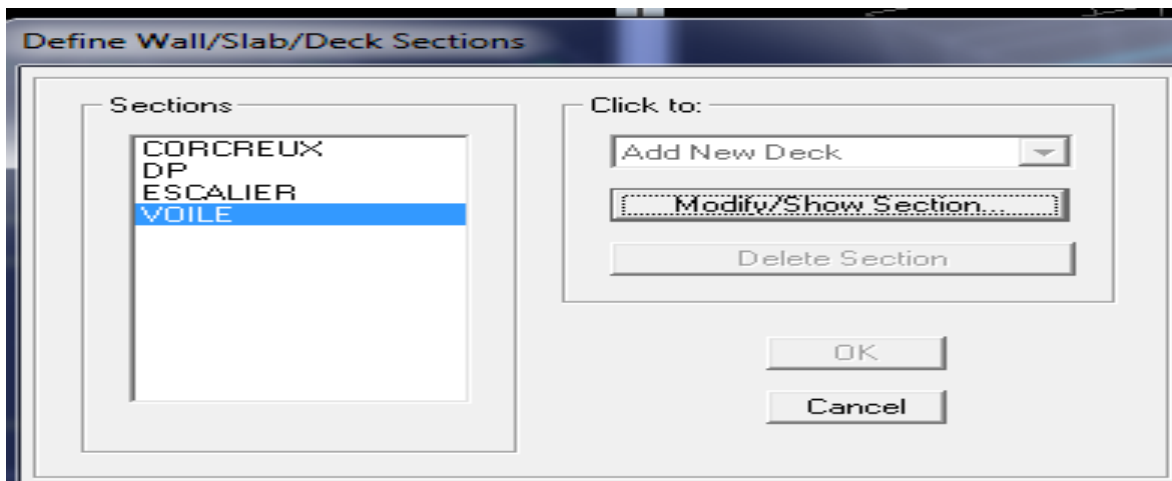 Define Wall/Slab/Deck Sections
Sections
CORCREUX
DP
ESCALIER
VOILE
Click to:
Add New Deck
Modify/Show Section...
Delete Section
OK
Cancel